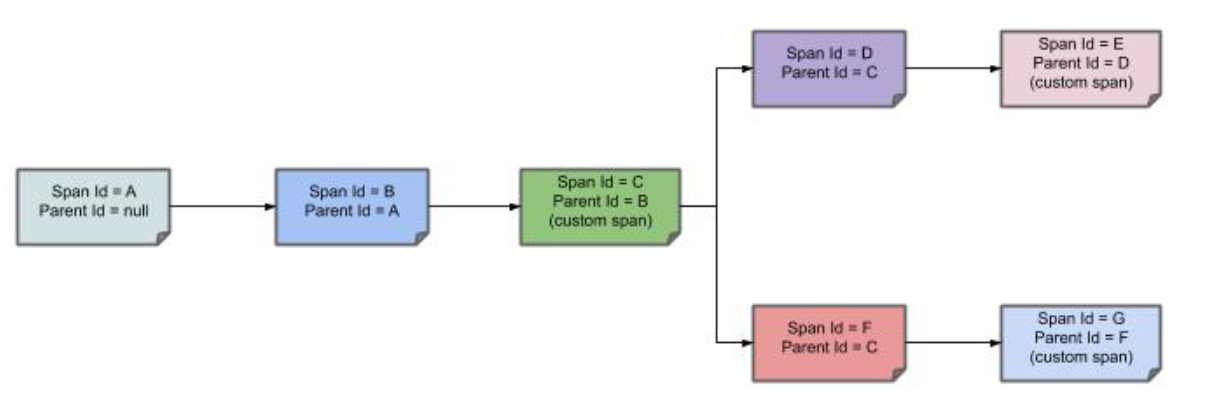 Span Id = A
Parent Id = null
Span Id = B
Parent Id = A
Span Id = C
Parent Id = B
(custom span)
Span Id = D
Parent Id = C
Span Id = E
Parent Id = D
(custom span)
Span Id = F
Parent Id = C
Span Id = G
Parent Id = F
(custom span)